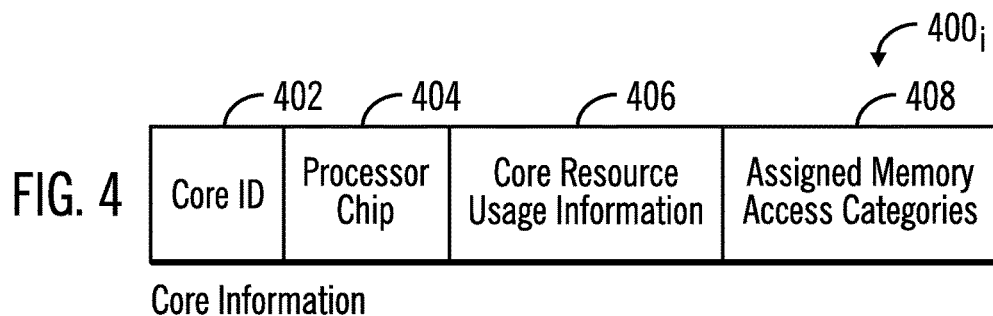 400i
402 404 406 408
FIG. 4
Core ID
Processor
Chip
Core Resource
Usage Information
Assigned Memory
Access Categories
Core Information